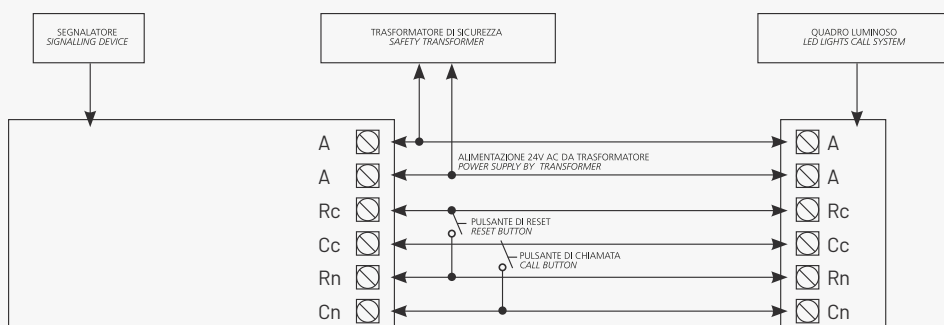 SEGNALATORE
SIGNALLING DEVICE
TRASFORMATORE DI SICUREZZA
SAFETY TRANSFORMER
QUADRO LUMINOSO
LED LIGHTS CALL SYSTEM
A
A
ALIMENTAZIONE 24V AC DA TRASFORMATORE
POWER SUPPLY BY TRANSFORMER
A
A
Rc
Rc
PULSANTE DI RESET
RESET BUTTON
Cc
Cc
PULSANTE DI CHIAMATA
CALL BUTTON
Rn
Rn
Cn
Cn